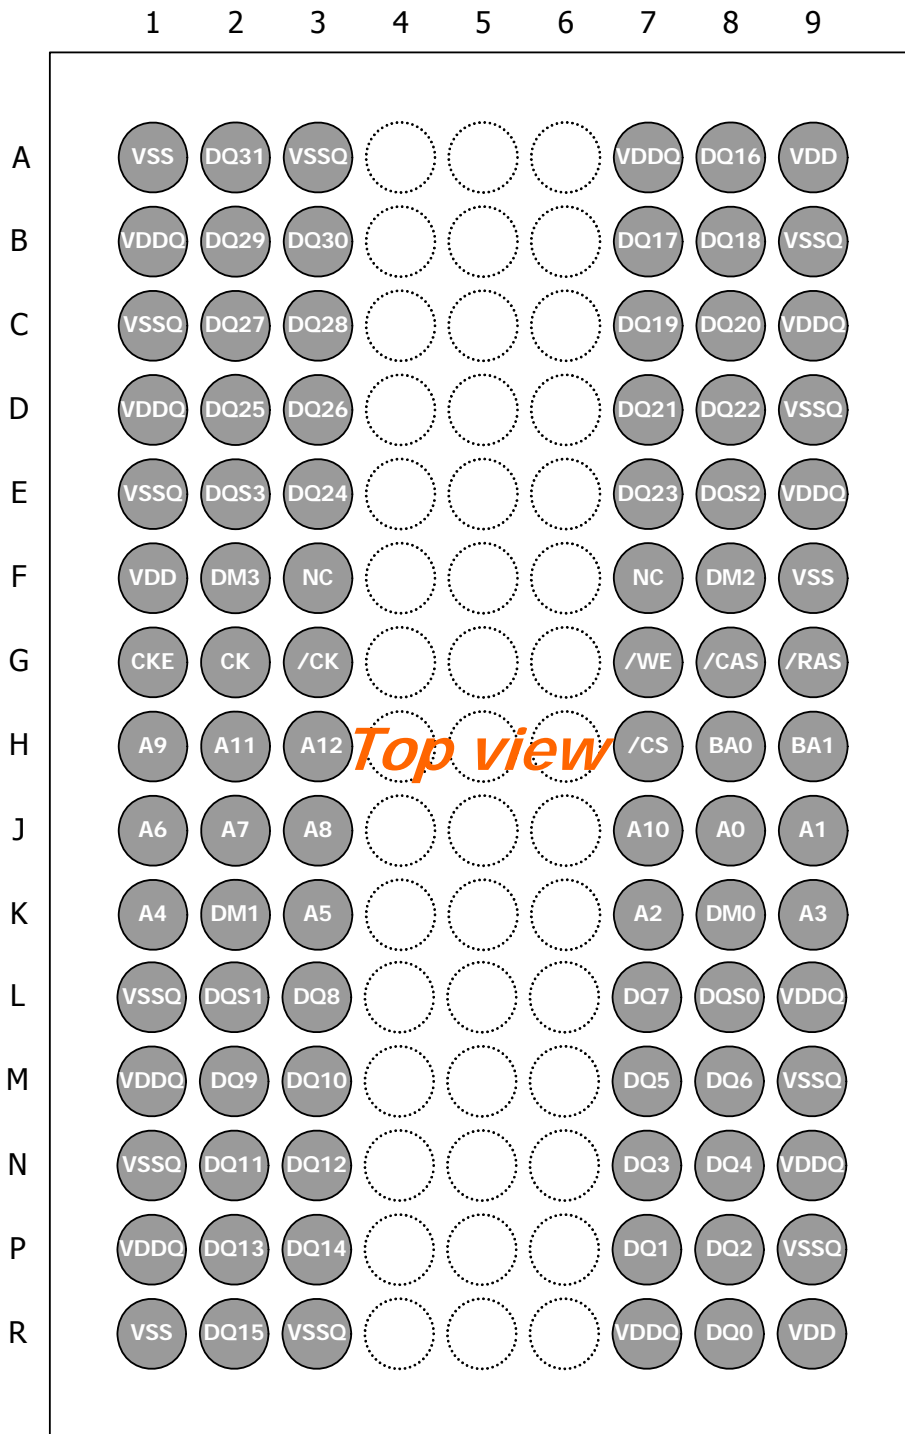 1 2 3 4 5 6 7 8 9
A VSS DQ31 VSSQ VDDQ DQ16 VDD
B VDDQ DQ29 DQ30 DQ17 DQ18 VSSQ
C VSSQ DQ27 DQ28 DQ19 DQ20 VDDQ
D VDDQ DQ25 DQ26 DQ21 DQ22 VSSQ
E VSSQ DQS3 DQ24 DQ23 DQS2 VDDQ
F VDD DM3 NC NC DM2 VSS
G CKE CK /CK /WE /CAS /RAS
H A9 A11 A12 Top view /CS BA0 BA1
J A6 A7 A8 A10 A0 A1
K A4 DM1 A5 A2 DM0 A3
L VSSQ DQS1 DQ8 DQ7 DQS0 VDDQ
M VDDQ DQ9 DQ10 DQ5 DQ6 VSSQ
N VSSQ DQ11 DQ12 DQ3 DQ4 VDDQ
P VDDQ DQ13 DQ14 DQ1 DQ2 VSSQ
R VSS DQ15 VSSQ VDDQ DQ0 VDD